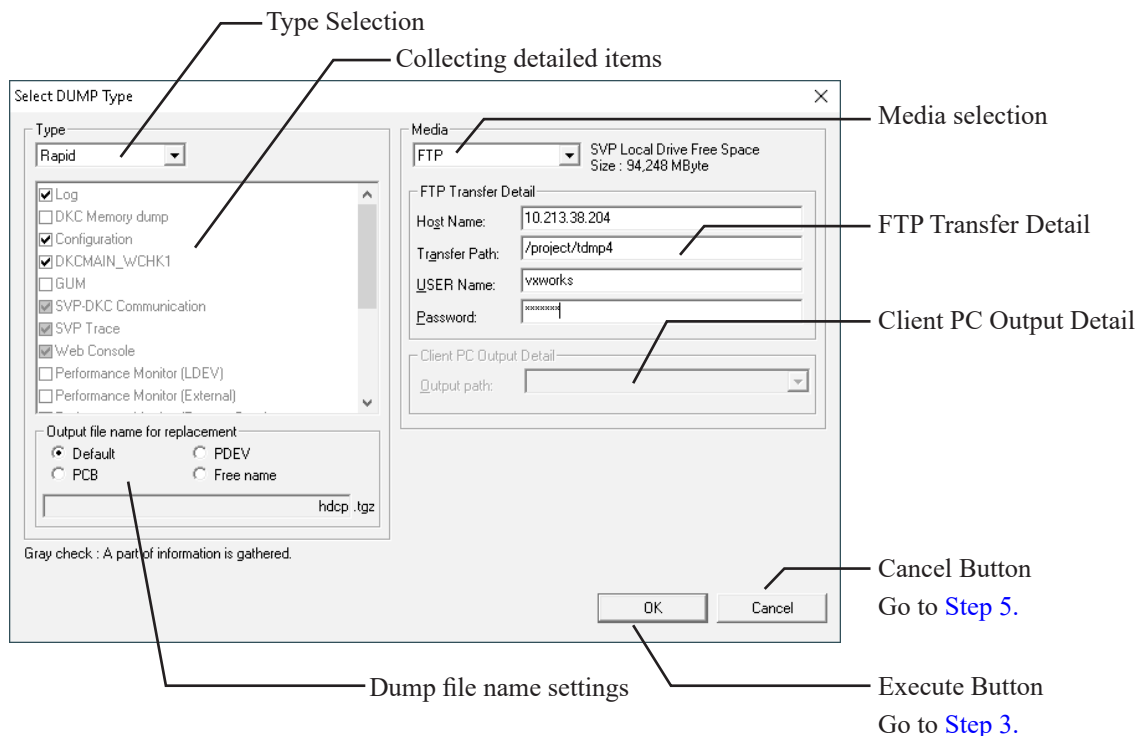 Type Selection
Collecting detailed items
Select DUMP Type
Type
Rapid
Log
DKC Memory dump
Configuration
DKCMAIN_WCHK1
GUM
SVP-DKC Communication
SVP Trace
Web Console
Performance Monitor (LDEV)
Performance Monitor (External)
Output file name for replacement
Default
PDEV
PCB
Free name
hdcp .tgz
Gray check : A part of information is gathered.
Media
FTP
SVP Local Drive Free Space
Size : 94,248 MByte
FTP Transfer Detail
Host Name: 10.213.38.204
Transfer Path: /project/tdmp4
USER Name: vxworks
Password: xxxxxxx
Client PC Output Detail
Output path:
OK
Cancel
Media selection
FTP Transfer Detail
Client PC Output Detail
Cancel Button
Go to Step 5.
Dump file name settings
Execute Button
Go to Step 3.